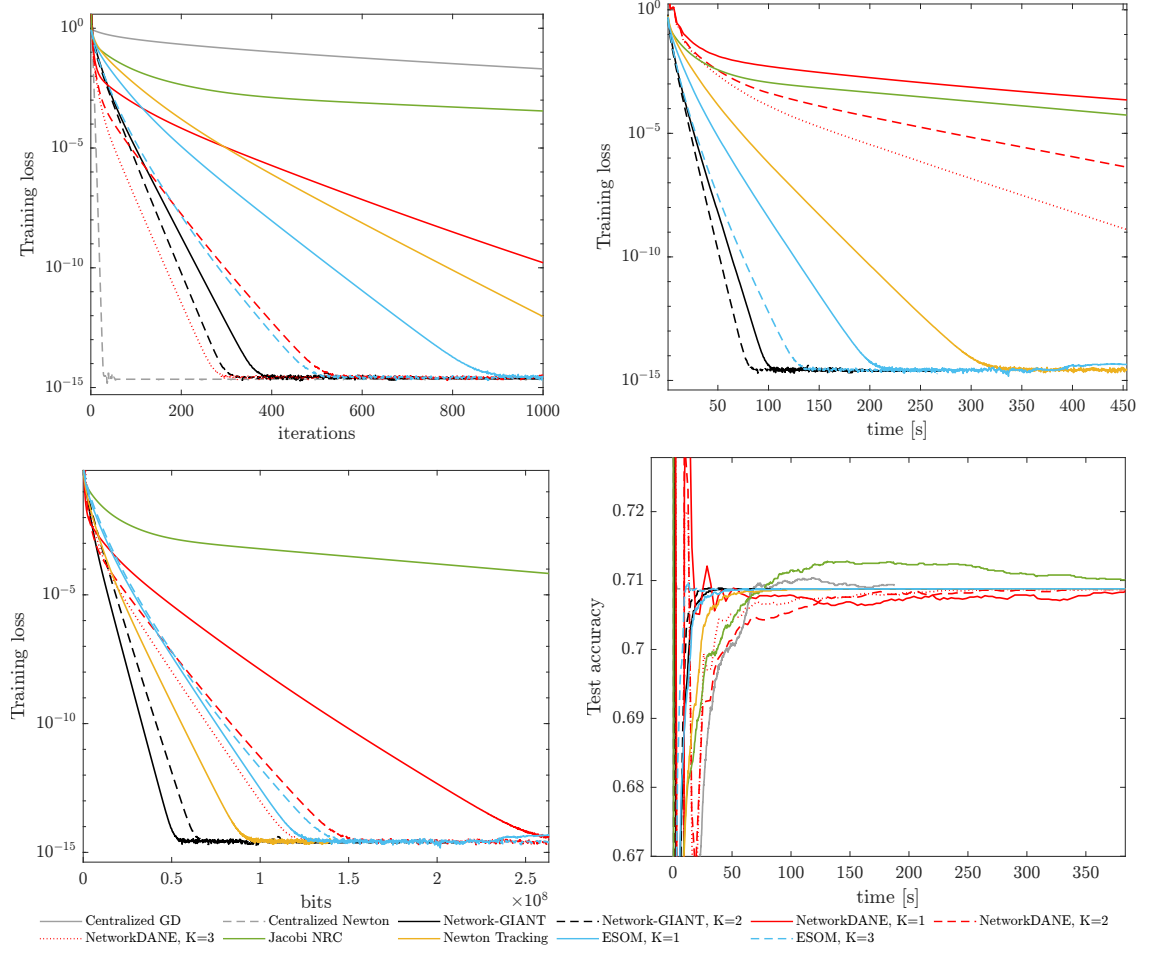 10^0
10^-5
10^-10
10^-15
Training loss
0 200 400 600 800 1000
iterations
10^0
10^-5
10^-10
10^-15
Training loss
50 100 150 200 250 300 350 400 450
time [s]
10^-5
10^-10
10^-15
Training loss
0 0.5 1 1.5 2 2.5
bits
×10^8
0.72
0.71
0.7
0.69
0.68
0.67
Test accuracy
0 50 100 150 200 250 300 350
time [s]
Centralized GD Centralized Newton Network-GIANT Network-GIANT, K=2 NetworkDANE, K=1 NetworkDANE, K=2
NetworkDANE, K=3 Jacobi NRC Newton Tracking ESOM, K=1 ESOM, K=3